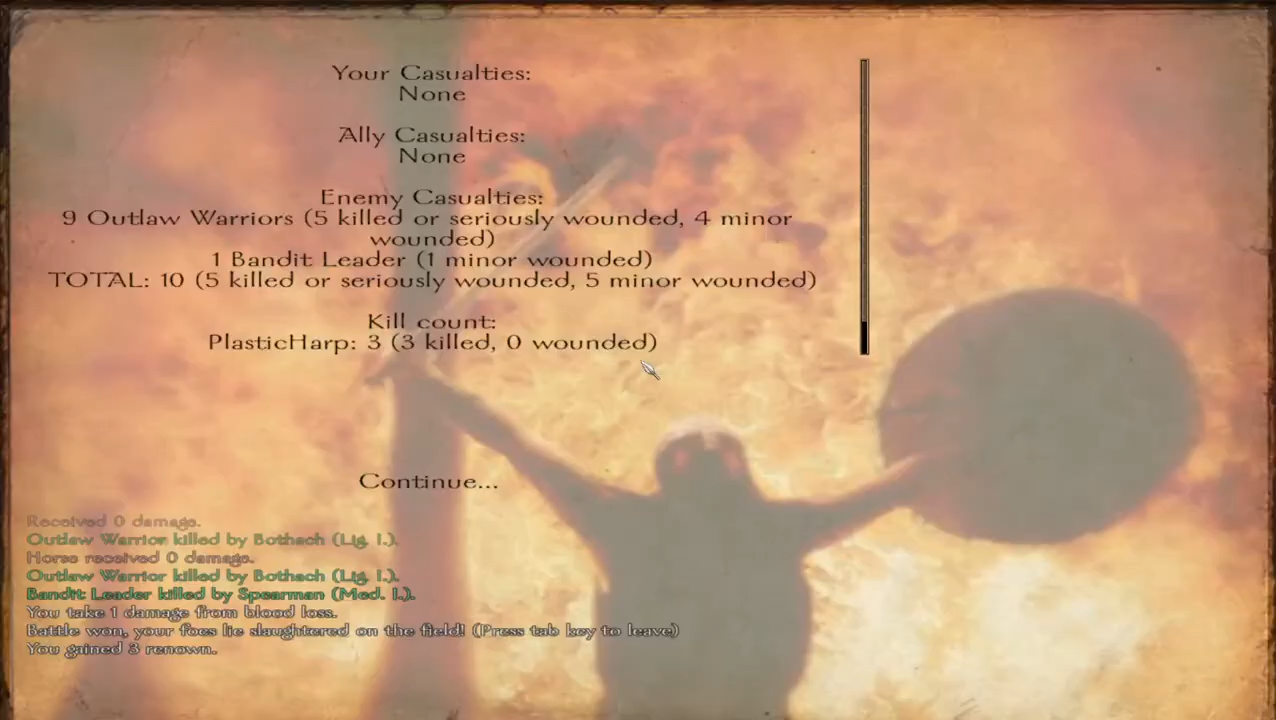 Your Casualties:
None
Ally Casualties:
None
Enemy Casualties:
9 Outlaw Warriors (5 killed or seriously wounded, 4 minor
wounded)
1 Bandit Leader (1 minor wounded)
TOTAL: 10 (5 killed or seriously wounded, 5 minor wounded)
Kill count:
PlasticHarp: 3 (3 killed, 0 wounded)
Continue...
Received 0 damage.
Outlaw Warrior killed by Bothach (Lig. I.).
Horse received 0 damage.
Outlaw Warrior killed by Bothach (Lig. I.).
Bandit Leader killed by Spearman (Med. I.).
You take 1 damage from blood loss.
Battle won, your foes lie slaughtered on the field! (Press tab key to leave)
You gained 3 renown.